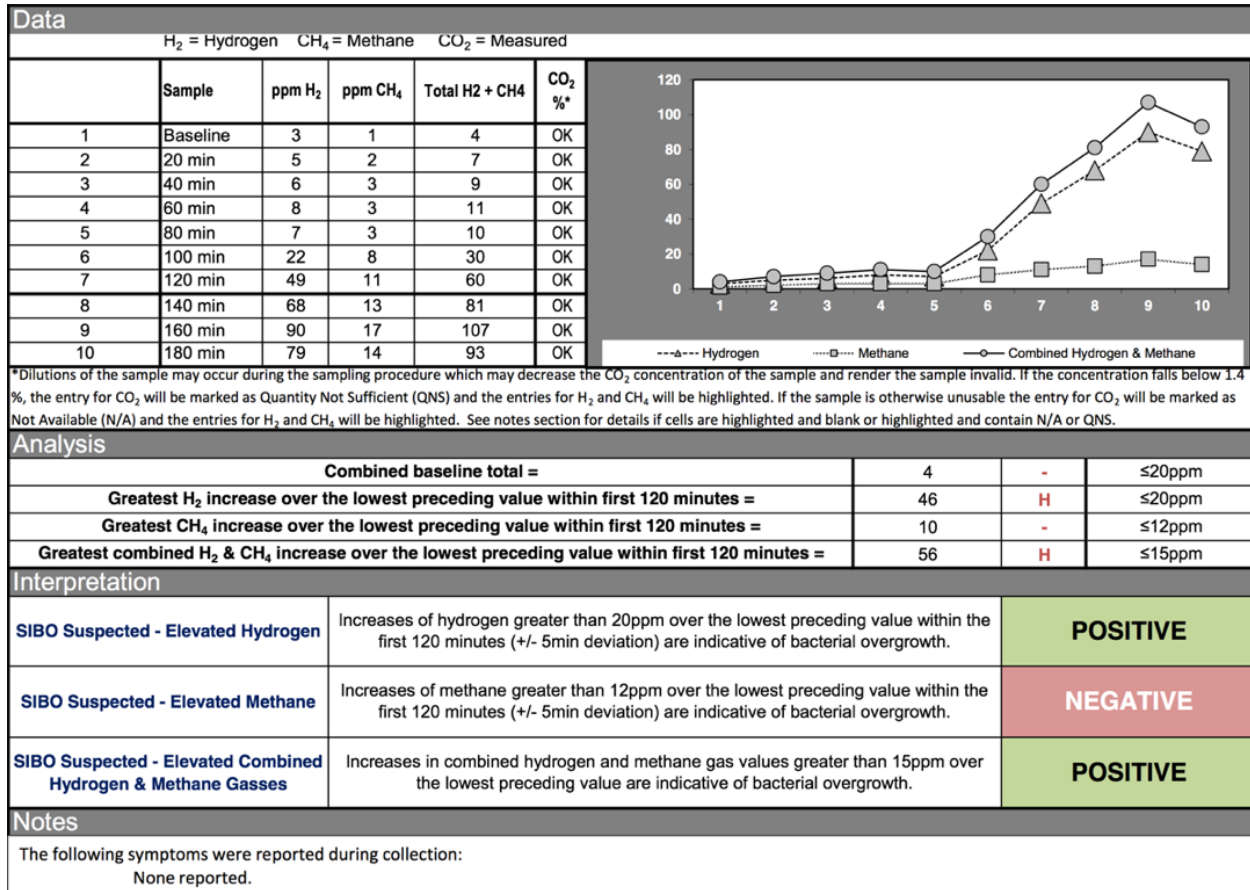 Data
H2 = Hydrogen CH4 = Methane CO2 = Measured
Sample ppm H2 ppm CH4 Total H2 + CH4 CO2 %*
1 Baseline 3 1 4 OK
2 20 min 5 2 7 OK
3 40 min 6 3 9 OK
4 60 min 8 3 11 OK
5 80 min 7 3 10 OK
6 100 min 22 8 30 OK
7 120 min 49 11 60 OK
8 140 min 68 13 81 OK
9 160 min 90 17 107 OK
10 180 min 79 14 93 OK
120
100
80
60
40
20
0
1 2 3 4 5 6 7 8 9 10
Hydrogen Methane Combined Hydrogen & Methane
*Dilutions of the sample may occur during the sampling procedure which may decrease the CO2 concentration of the sample and render the sample invalid. If the concentration falls below 1.4
%, the entry for CO2 will be marked as Quantity Not Sufficient (QNS) and the entries for H2 and CH4 will be highlighted. If the sample is otherwise unusable the entry for CO2 will be marked as
Not Available (N/A) and the entries for H2 and CH4 will be highlighted. See notes section for details if cells are highlighted and blank or highlighted and contain N/A or QNS.
Analysis
Combined baseline total = 4 - ≤20ppm
Greatest H2 increase over the lowest preceding value within first 120 minutes = 46 H ≤20ppm
Greatest CH4 increase over the lowest preceding value within first 120 minutes = 10 - ≤12ppm
Greatest combined H2 & CH4 increase over the lowest preceding value within first 120 minutes = 56 H ≤15ppm
Interpretation
SIBO Suspected - Elevated Hydrogen
Increases of hydrogen greater than 20ppm over the lowest preceding value within the
first 120 minutes (+/- 5min deviation) are indicative of bacterial overgrowth.
POSITIVE
SIBO Suspected - Elevated Methane
Increases of methane greater than 12ppm over the lowest preceding value within the
first 120 minutes (+/- 5min deviation) are indicative of bacterial overgrowth.
NEGATIVE
SIBO Suspected - Elevated Combined
Hydrogen & Methane Gasses
Increases in combined hydrogen and methane gas values greater than 15ppm over
the lowest preceding value are indicative of bacterial overgrowth.
POSITIVE
Notes
The following symptoms were reported during collection:
None reported.